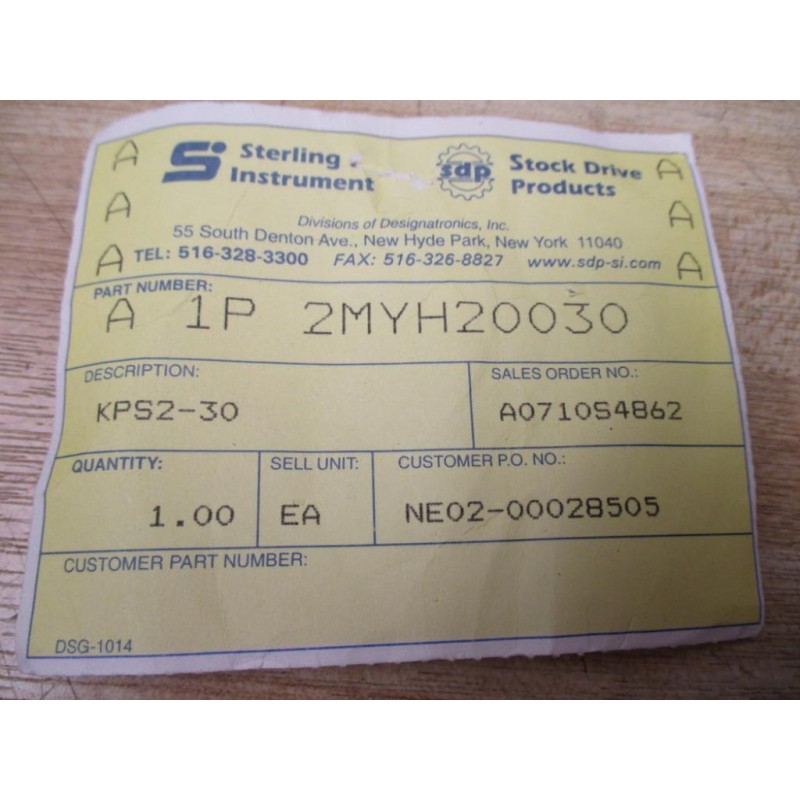 A A
Si Sterling Instrument
sdp Stock Drive Products
A A
Divisions of Designatronics, Inc.
55 South Denton Ave., New Hyde Park, New York 11040
A TEL: 516-328-3300 FAX: 516-326-8827 www.sdp-si.com A
PART NUMBER:
A 1P 2MYH20030
DESCRIPTION: SALES ORDER NO.:
KPS2-30 A0710S4862
QUANTITY: SELL UNIT: CUSTOMER P.O. NO.:
1.00 EA NE02-00028505
CUSTOMER PART NUMBER:
DSG-1014